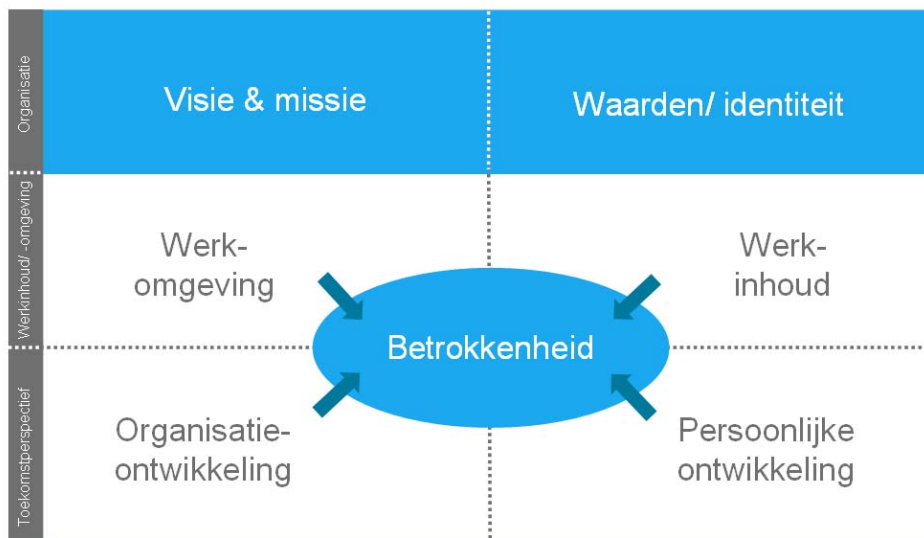 Organisatie
Visie & missie
Waarden/ identiteit
Werkinhoud/ -omgeving
Werk-
omgeving
Werk-
inhoud
Betrokkenheid
Toekomstperspectief
Organisatie-
ontwikkeling
Persoonlijke
ontwikkeling